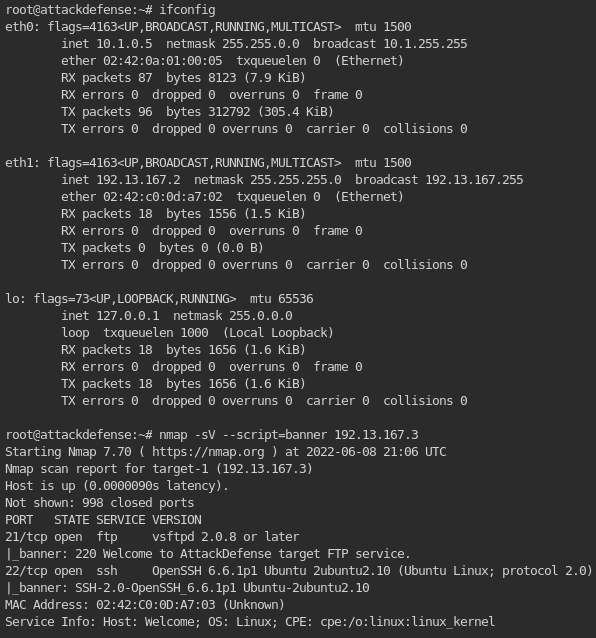 root@attackdefense:~# ifconfig
eth0: flags=4163<UP,BROADCAST,RUNNING,MULTICAST>  mtu 1500
        inet 10.1.0.5  netmask 255.255.0.0  broadcast 10.1.255.255
        ether 02:42:0a:01:00:05  txqueuelen 0  (Ethernet)
        RX packets 87  bytes 8123 (7.9 KiB)
        RX errors 0  dropped 0  overruns 0  frame 0
        TX packets 96  bytes 312792 (305.4 KiB)
        TX errors 0  dropped 0 overruns 0  carrier 0  collisions 0

eth1: flags=4163<UP,BROADCAST,RUNNING,MULTICAST>  mtu 1500
        inet 192.13.167.2  netmask 255.255.255.0  broadcast 192.13.167.255
        ether 02:42:c0:0d:a7:02  txqueuelen 0  (Ethernet)
        RX packets 18  bytes 1556 (1.5 KiB)
        RX errors 0  dropped 0  overruns 0  frame 0
        TX packets 0  bytes 0 (0.0 B)
        TX errors 0  dropped 0 overruns 0  carrier 0  collisions 0

lo: flags=73<UP,LOOPBACK,RUNNING>  mtu 65536
        inet 127.0.0.1  netmask 255.0.0.0
        loop  txqueuelen 1000  (Local Loopback)
        RX packets 18  bytes 1656 (1.6 KiB)
        RX errors 0  dropped 0  overruns 0  frame 0
        TX packets 18  bytes 1656 (1.6 KiB)
        TX errors 0  dropped 0 overruns 0  carrier 0  collisions 0

root@attackdefense:~# nmap -sV --script=banner 192.13.167.3
Starting Nmap 7.70 ( https://nmap.org ) at 2022-06-08 21:06 UTC
Nmap scan report for target-1 (192.13.167.3)
Host is up (0.0000090s latency).
Not shown: 998 closed ports
PORT   STATE SERVICE VERSION
21/tcp open  ftp     vsftpd 2.0.8 or later
|_banner: 220 Welcome to AttackDefense target FTP service.
22/tcp open  ssh     OpenSSH 6.6.1p1 Ubuntu 2ubuntu2.10 (Ubuntu Linux; protocol 2.0)
|_banner: SSH-2.0-OpenSSH_6.6.1p1 Ubuntu-2ubuntu2.10
MAC Address: 02:42:C0:0D:A7:03 (Unknown)
Service Info: Host: Welcome; OS: Linux; CPE: cpe:/o:linux:linux_kernel